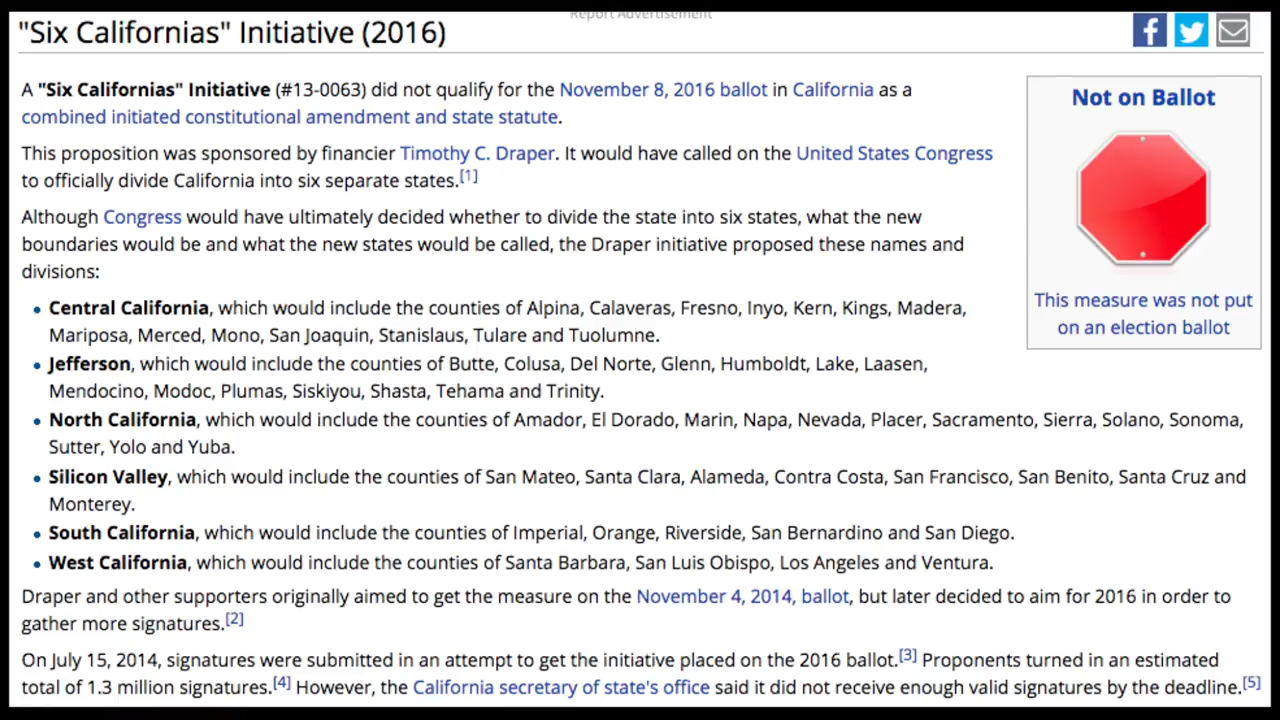 Report Advertisement
"Six Californias" Initiative (2016)
A "Six Californias" Initiative (#13-0063) did not qualify for the November 8, 2016 ballot in California as a
combined initiated constitutional amendment and state statute.
This proposition was sponsored by financier Timothy C. Draper. It would have called on the United States Congress
to officially divide California into six separate states.[1]
Although Congress would have ultimately decided whether to divide the state into six states, what the new
boundaries would be and what the new states would be called, the Draper initiative proposed these names and
divisions:
Not on Ballot
This measure was not put
on an election ballot
• Central California, which would include the counties of Alpina, Calaveras, Fresno, Inyo, Kern, Kings, Madera,
Mariposa, Merced, Mono, San Joaquin, Stanislaus, Tulare and Tuolumne.
• Jefferson, which would include the counties of Butte, Colusa, Del Norte, Glenn, Humboldt, Lake, Laasen,
Mendocino, Modoc, Plumas, Siskiyou, Shasta, Tehama and Trinity.
• North California, which would include the counties of Amador, El Dorado, Marin, Napa, Nevada, Placer, Sacramento, Sierra, Solano, Sonoma,
Sutter, Yolo and Yuba.
• Silicon Valley, which would include the counties of San Mateo, Santa Clara, Alameda, Contra Costa, San Francisco, San Benito, Santa Cruz and
Monterey.
• South California, which would include the counties of Imperial, Orange, Riverside, San Bernardino and San Diego.
• West California, which would include the counties of Santa Barbara, San Luis Obispo, Los Angeles and Ventura.
Draper and other supporters originally aimed to get the measure on the November 4, 2014, ballot, but later decided to aim for 2016 in order to
gather more signatures.[2]
On July 15, 2014, signatures were submitted in an attempt to get the initiative placed on the 2016 ballot.[3] Proponents turned in an estimated
total of 1.3 million signatures.[4] However, the California secretary of state's office said it did not receive enough valid signatures by the deadline.[5]